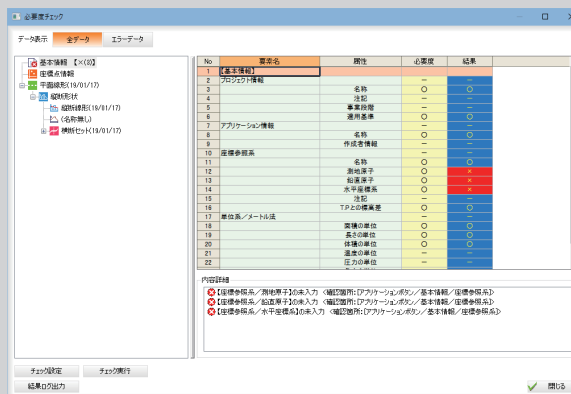 必要度チェック
データ表示 全データ エラーデータ
基本情報 【×(3)】
座標点情報
平面線形(19/01/17)
縦断形状
縦断線形(19/01/17)
(名称無し)
横断セット(19/01/17)
No 要素名 属性 必要度 結果
1 【基本情報】
2 プロジェクト情報 － －
3 名称 ○ ○
4 注記 － －
5 事業段階 － －
6 適用基準 ○ ○
7 アプリケーション情報 － －
8 名称 ○ ○
9 作成者情報 － －
10 座標参照系 － －
11 名称 ○ ○
12 測地原子 ○ ×
13 鉛直原子 ○ ×
14 水平座標系 ○ ×
15 注記 － －
16 T.Pとの標高差 ○ ○
17 単位系／メートル法 － －
18 面積の単位 ○ ○
19 長さの単位 ○ ○
20 体積の単位 ○ ○
21 温度の単位 － －
22 圧力の単位 － －
内容詳細
【座標参照系／測地原子】の未入力 <確認箇所:[アプリケーションボタン／基本情報／座標参照系]>
【座標参照系／鉛直原子】の未入力 <確認箇所:[アプリケーションボタン／基本情報／座標参照系]>
【座標参照系／水平座標系】の未入力 <確認箇所:[アプリケーションボタン／基本情報／座標参照系]>
チェック設定 チェック実行
結果ログ出力 閉じる